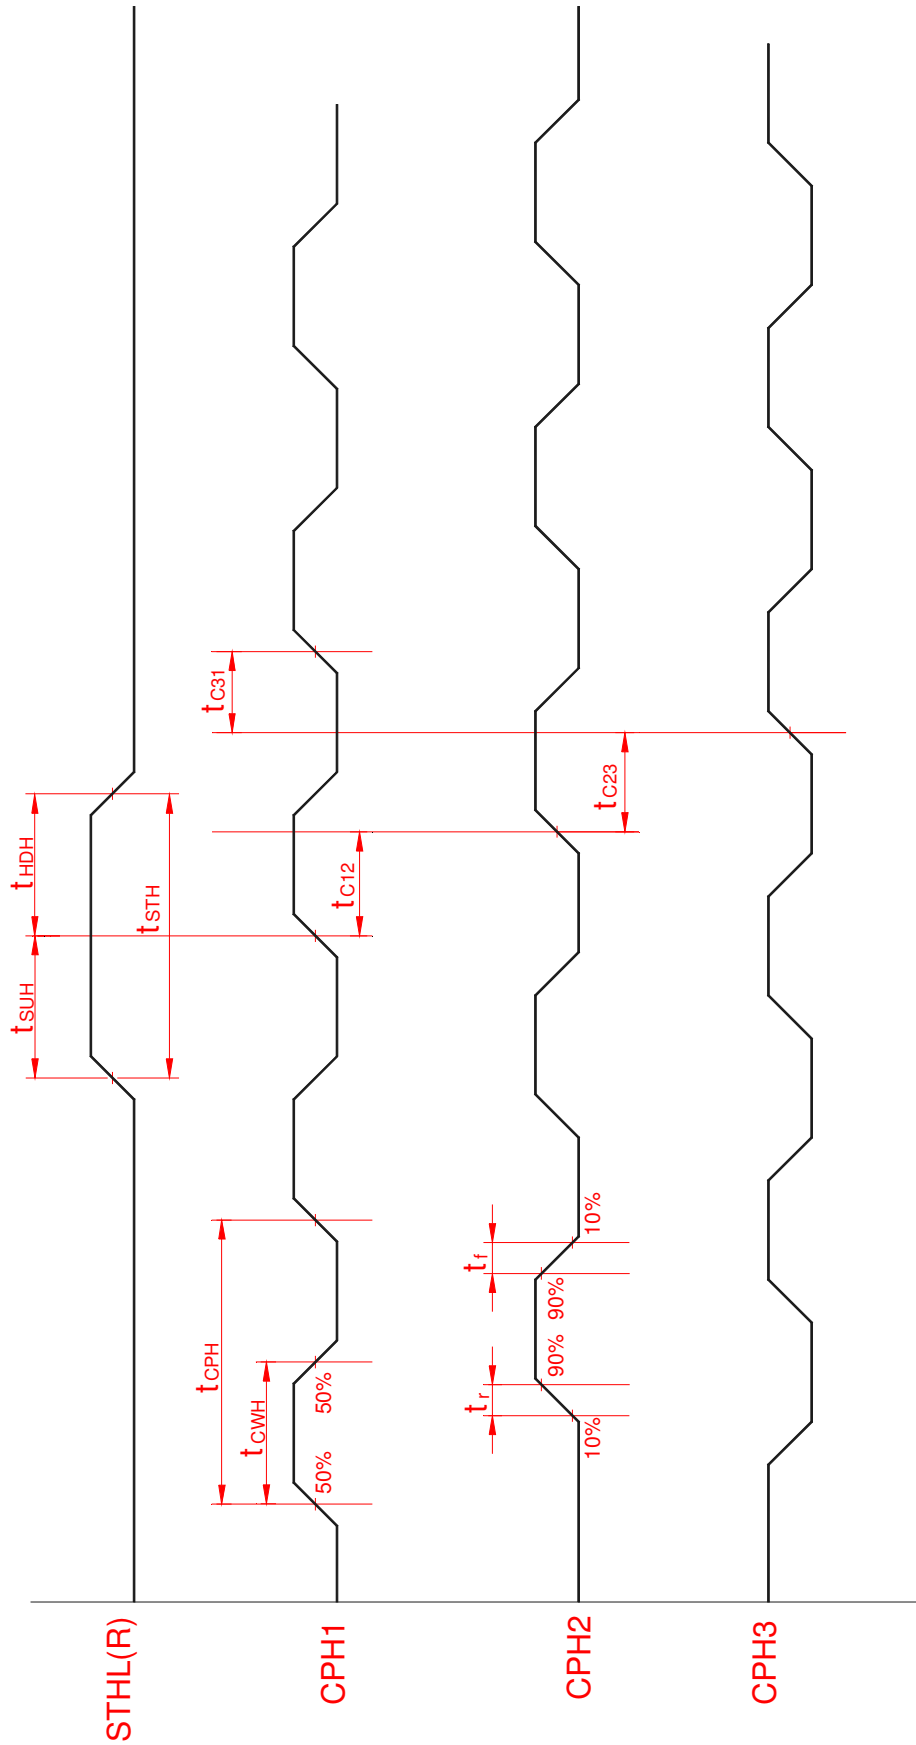 STHL(R)
tSUH
tHDH
tSTH
CPH1
tCPH
tCWH
50%
50%
tC12
tC31
CPH2
tr
tf
10%
90%
90%
10%
tC23
CPH3